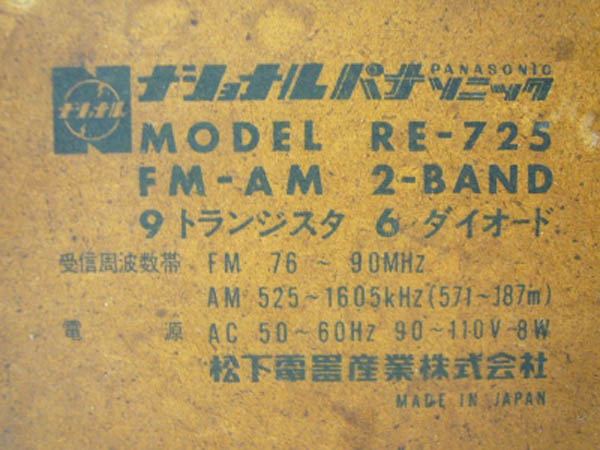 ナショナル
ナショナル パナソニック PANASONIC
MODEL RE-725
FM-AM 2-BAND
9 トランジスタ 6 ダイオード
受信周波数帯 FM 76 ~ 90MHz
AM 525~1605kHz(571~187m)
電源 AC 50~60Hz 90~110V-8W
松下電器産業株式会社
MADE IN JAPAN